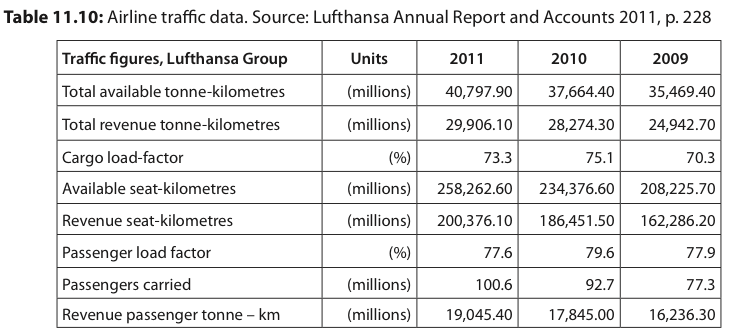 Table 11.10: Airline traffic data. Source: Lufthansa Annual Report and Accounts 2011, p. 228
Traffic figures, Lufthansa Group Units 2011 2010 2009
Total available tonne-kilometres (millions) 40,797.90 37,664.40 35,469.40
Total revenue tonne-kilometres (millions) 29,906.10 28,274.30 24,942.70
Cargo load-factor (%) 73.3 75.1 70.3
Available seat-kilometres (millions) 258,262.60 234,376.60 208,225.70
Revenue seat-kilometres (millions) 200,376.10 186,451.50 162,286.20
Passenger load factor (%) 77.6 79.6 77.9
Passengers carried (millions) 100.6 92.7 77.3
Revenue passenger tonne – km (millions) 19,045.40 17,845.00 16,236.30